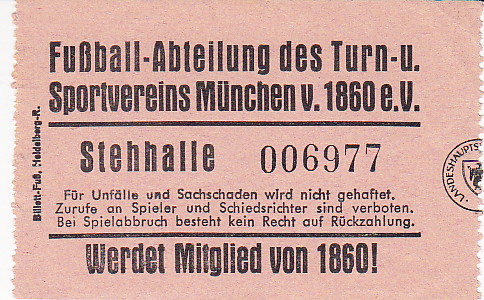 Fußball-Abteilung des Turn-u.
Sportvereins München v. 1860 e.V.
Stehhalle 006977
Für Unfälle und Sachschaden wird nicht gehaftet.
Zurufe an Spieler und Schiedsrichter sind verboten.
Bei Spielabbruch besteht kein Recht auf Rückzahlung.
Werdet Mitglied von 1860!
Billett-Fuß, Heidelberg-R.
LANDESHAUPTS